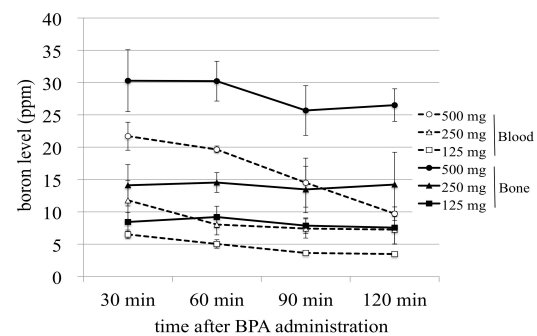 40
35
30
25
20
15
10
5
0
boron level (ppm)
30 min
60 min
90 min
120 min
time after BPA administration
500 mg
250 mg
125 mg
Blood
500 mg
250 mg
125 mg
Bone